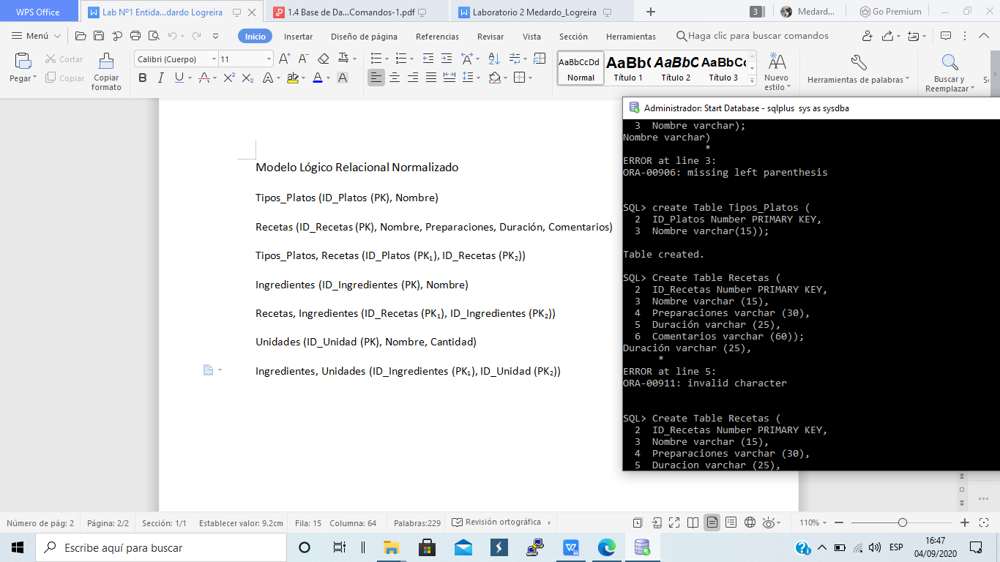 WPS Office
Lab Nº1 Entida...dardo Logreira
1.4 Base de Da...Comandos-1.pdf
Laboratorio 2 Medardo_Logreira
3
Medard...
Go Premium
Menú
Inicio
Insertar
Diseño de página
Referencias
Revisar
Vista
Sección
Herramientas
Haga clic para buscar comandos
Pegar
Cortar
Copiar
Copiar formato
Calibri (Cuerpo)
11
AaBbCcDd
Normal
AaBbC
Título 1
AaBbC
Título 2
AaBbCc
Título 3
Nuevo estilo
Herramientas de palabras
Buscar y Reemplazar
Modelo Lógico Relacional Normalizado
Tipos_Platos (ID_Platos (PK), Nombre)
Recetas (ID_Recetas (PK), Nombre, Preparaciones, Duración, Comentarios)
Tipos_Platos, Recetas (ID_Platos (PK₁), ID_Recetas (PK₂))
Ingredientes (ID_Ingredientes (PK), Nombre)
Recetas, Ingredientes (ID_Recetas (PK₁), ID_Ingredientes (PK₂))
Unidades (ID_Unidad (PK), Nombre, Cantidad)
Ingredientes, Unidades (ID_Ingredientes (PK₁), ID_Unidad (PK₂))
Administrador: Start Database - sqlplus  sys as sysdba
3  Nombre varchar);
Nombre varchar)
*
ERROR at line 3:
ORA-00906: missing left parenthesis
SQL> create Table Tipos_Platos (
2  ID_Platos Number PRIMARY KEY,
3  Nombre varchar(15));
Table created.
SQL> Create Table Recetas (
2  ID_Recetas Number PRIMARY KEY,
3  Nombre varchar (15),
4  Preparaciones varchar (30),
5  Duración varchar (25),
6  Comentarios varchar (60));
Duración varchar (25),
*
ERROR at line 5:
ORA-00911: invalid character
SQL> Create Table Recetas (
2  ID_Recetas Number PRIMARY KEY,
3  Nombre varchar (15),
4  Preparaciones varchar (30),
5  Duracion varchar (25),
Número de pág: 2
Página: 2/2
Sección: 1/1
Establecer valor: 9.2cm
Fila: 15
Columna: 64
Palabras:229
Revisión ortográfica
110%
Escribe aquí para buscar
ESP
16:47
04/09/2020